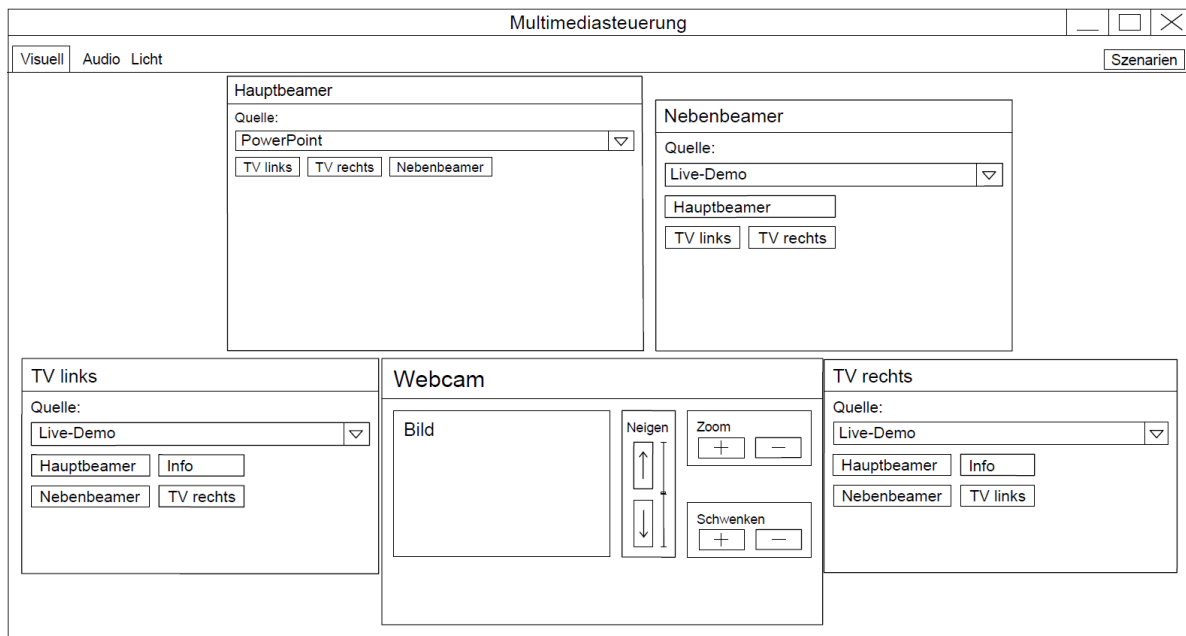 Multimediasteuerung
Visuell Audio Licht Szenarien
Hauptbeamer
Quelle:
PowerPoint
TV links TV rechts Nebenbeamer
Nebenbeamer
Quelle:
Live-Demo
Hauptbeamer
TV links TV rechts
TV links
Quelle:
Live-Demo
Hauptbeamer Info
Nebenbeamer TV rechts
Webcam
Bild
Neigen
Zoom
+ −
Schwenken
+ −
TV rechts
Quelle:
Live-Demo
Hauptbeamer Info
Nebenbeamer TV links